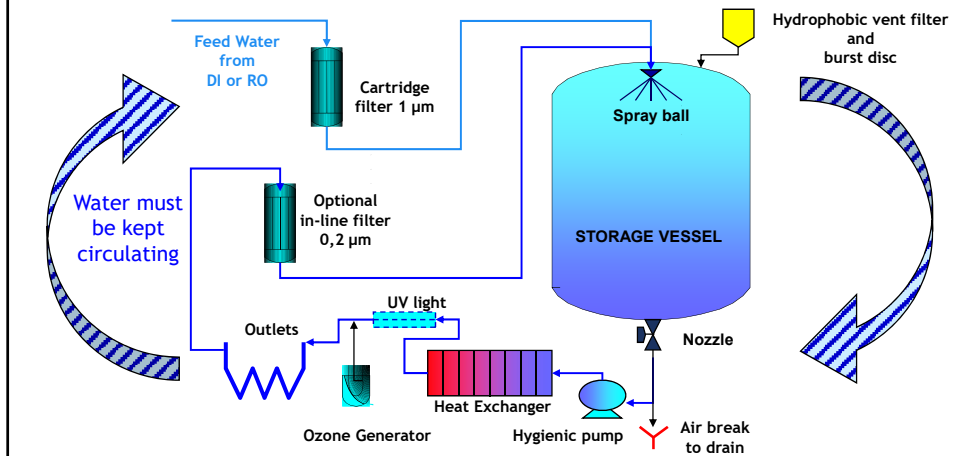 Feed Water
from
DI or RO
Cartridge
filter 1 µm
Hydrophobic vent filter
and
burst disc
Spray ball
Water must
be kept
circulating
Optional
in-line filter
0,2 µm
STORAGE VESSEL
UV light
Outlets
Nozzle
Heat Exchanger
Ozone Generator
Hygienic pump
Air break
to drain